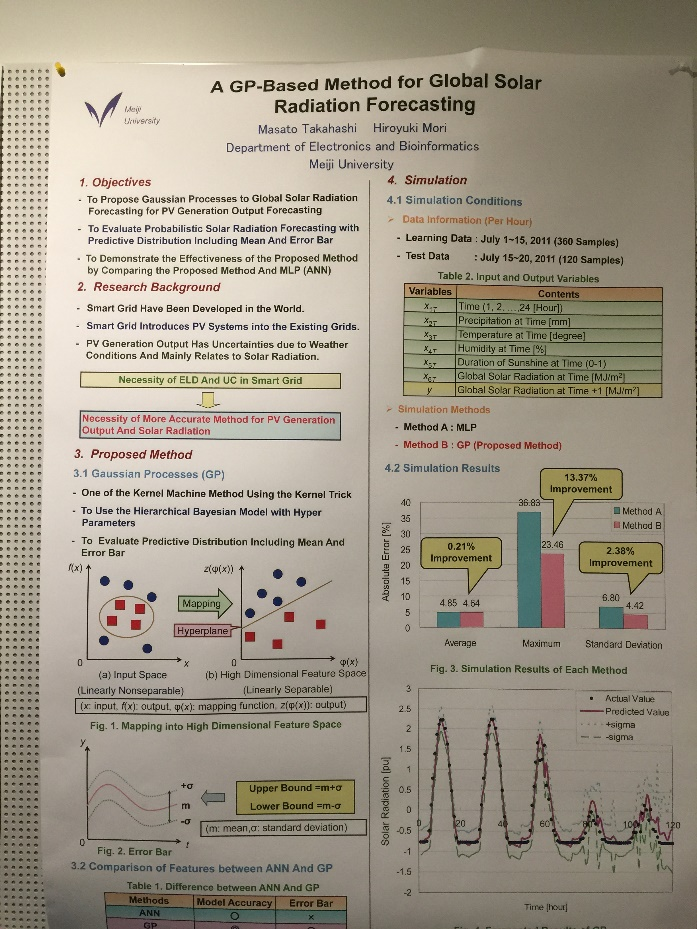 Meiji
University
A GP-Based Method for Global Solar
Radiation Forecasting
Masato Takahashi Hiroyuki Mori
Department of Electronics and Bioinformatics
Meiji University
1. Objectives
- To Propose Gaussian Processes to Global Solar Radiation
Forecasting for PV Generation Output Forecasting
- To Evaluate Probabilistic Solar Radiation Forecasting with
Predictive Distribution Including Mean And Error Bar
- To Demonstrate the Effectiveness of the Proposed Method
by Comparing the Proposed Method And MLP (ANN)
2. Research Background
- Smart Grid Have Been Developed in the World.
- Smart Grid Introduces PV Systems into the Existing Grids.
- PV Generation Output Has Uncertainties due to Weather
Conditions And Mainly Relates to Solar Radiation.
Necessity of ELD And UC in Smart Grid
Necessity of More Accurate Method for PV Generation
Output And Solar Radiation
3. Proposed Method
3.1 Gaussian Processes (GP)
- One of the Kernel Machine Method Using the Kernel Trick
- To Use the Hierarchical Bayesian Model with Hyper
Parameters
- To Evaluate Predictive Distribution Including Mean And
Error Bar
f(x)
z(φ(x))
Mapping
Hyperplane
0
x
0
φ(x)
(a) Input Space
(b) High Dimensional Feature Space
(Linearly Nonseparable)
(Linearly Separable)
(x: input, f(x): output, φ(x): mapping function, z(φ(x)): output)
Fig. 1. Mapping into High Dimensional Feature Space
y
+σ
m
-σ
0
t
Upper Bound =m+σ
Lower Bound =m-σ
(m: mean,σ: standard deviation)
Fig. 2. Error Bar
3.2 Comparison of Features between ANN And GP
Table 1. Difference between ANN And GP
Methods Model Accuracy Error Bar
ANN ○ ×
GP ◎ ○
4. Simulation
4.1 Simulation Conditions
➢ Data Information (Per Hour)
- Learning Data : July 1~15, 2011 (360 Samples)
- Test Data : July 15~20, 2011 (120 Samples)
Table 2. Input and Output Variables
Variables Contents
x1T Time (1, 2,…,24 [Hour])
x2T Precipitation at Time [mm]
x3T Temperature at Time [degree]
x4T Humidity at Time [%]
x5T Duration of Sunshine at Time (0-1)
x6T Global Solar Radiation at Time [MJ/m²]
y Global Solar Radiation at Time +1 [MJ/m²]
➢ Simulation Methods
- Method A : MLP
- Method B : GP (Proposed Method)
4.2 Simulation Results
13.37%
Improvement
0.21%
Improvement
2.38%
Improvement
Method A
Method B
Absolute Error [%]
40
35
30
25
20
15
10
5
0
4.85 4.64
36.83
23.46
6.80
4.42
Average Maximum Standard Deviation
Fig. 3. Simulation Results of Each Method
Actual Value
Predicted Value
+sigma
-sigma
Solar Radiation [pu]
3
2.5
2
1.5
1
0.5
0
-0.5
-1
-1.5
-2
0 20 40 60 80 100 120
Time [hour]